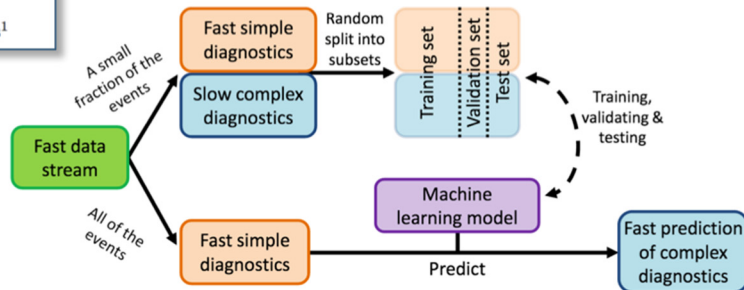 1
A small
fraction of the
events
Fast simple
diagnostics
Slow complex
diagnostics
Random
split into
subsets
Training set
Validation set
Test set
Training,
validating &
testing
Fast data
stream
Machine
learning model
All of the
events
Fast simple
diagnostics
Predict
Fast prediction
of complex
diagnostics